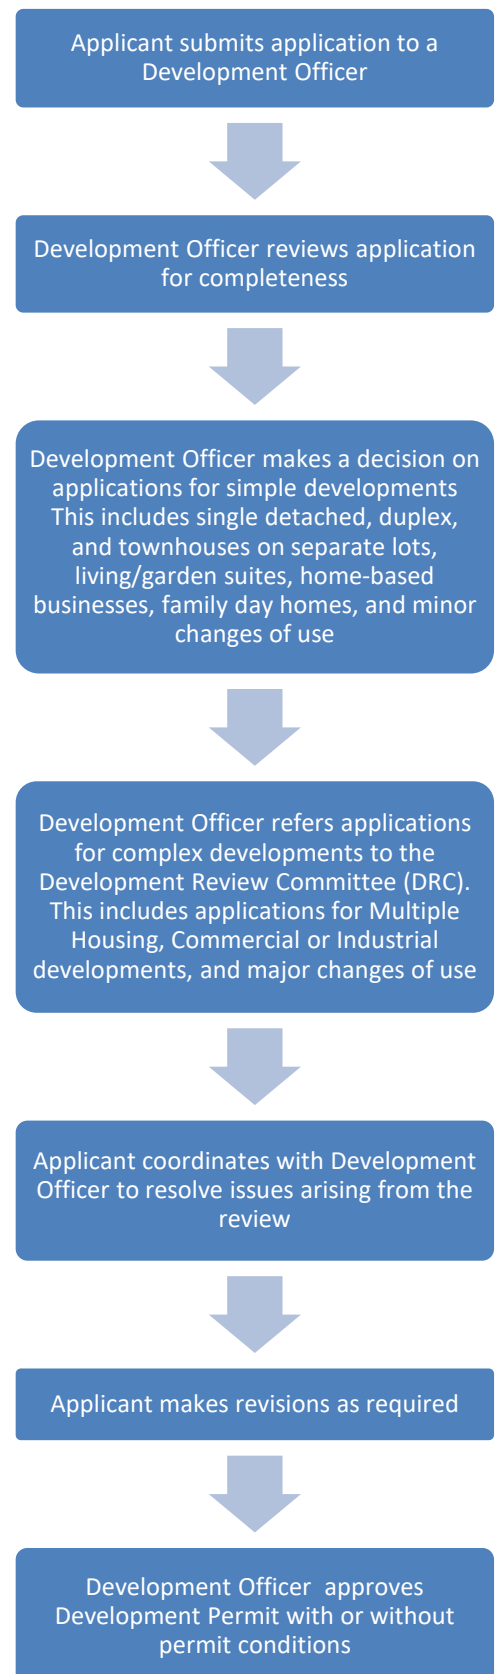 Applicant submits application to a
Development Officer
Development Officer reviews application
for completeness
Development Officer makes a decision on
applications for simple developments
This includes single detached, duplex,
and townhouses on separate lots,
living/garden suites, home-based
businesses, family day homes, and minor
changes of use
Development Officer refers applications
for complex developments to the
Development Review Committee (DRC).
This includes applications for Multiple
Housing, Commercial or Industrial
developments, and major changes of use
Applicant coordinates with Development
Officer to resolve issues arising from the
review
Applicant makes revisions as required
Development Officer  approves
Development Permit with or without
permit conditions